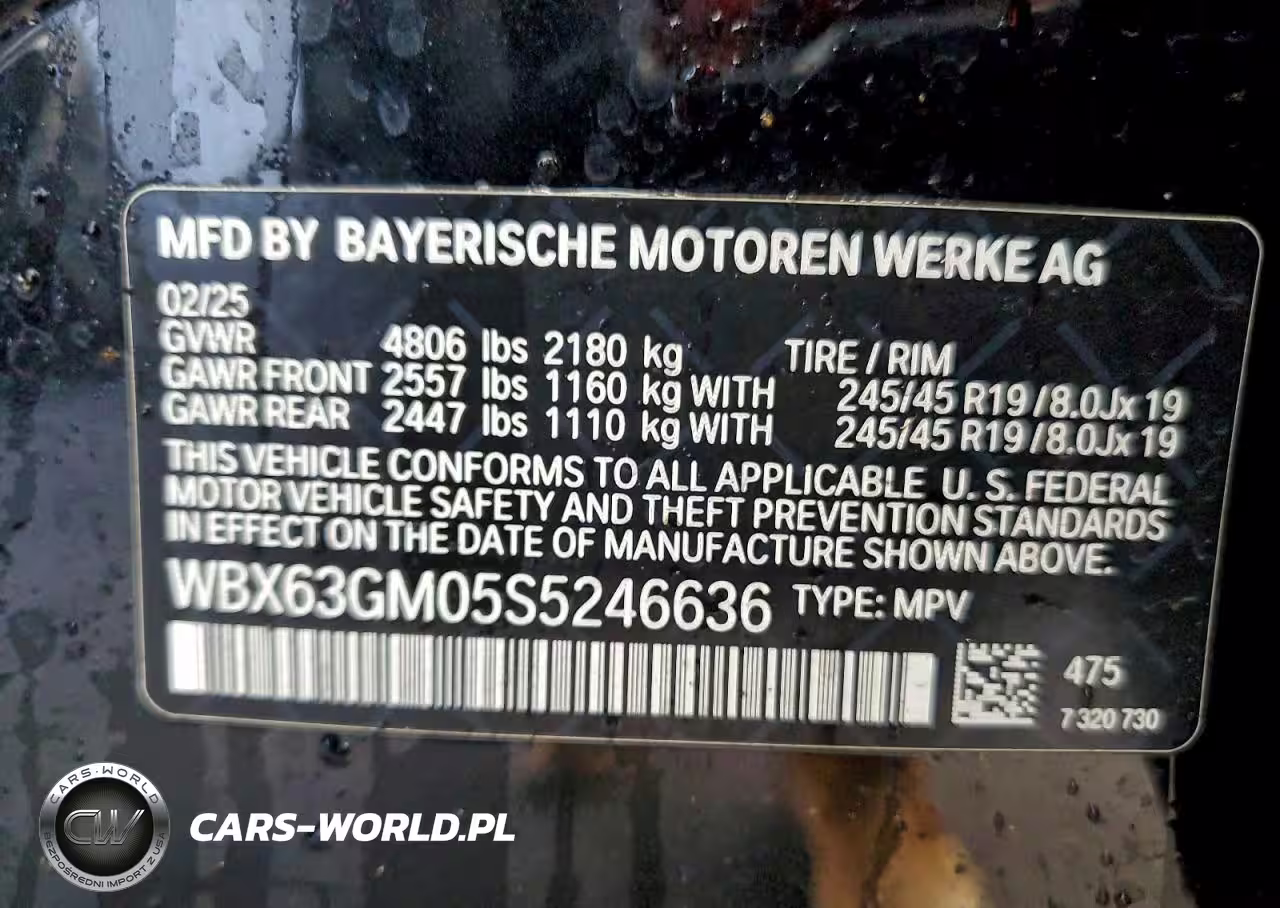 MFD BY BAYERISCHE MOTOREN WERKE AG
02/25
GVWR 4806 lbs 2180 kg TIRE / RIM
GAWR FRONT 2557 lbs 1160 kg WITH 245/45 R19 / 8.0Jx 19
GAWR REAR 2447 lbs 1110 kg WITH 245/45 R19 / 8.0Jx 19
THIS VEHICLE CONFORMS TO ALL APPLICABLE U. S. FEDERAL
MOTOR VEHICLE SAFETY AND THEFT PREVENTION STANDARDS
IN EFFECT ON THE DATE OF MANUFACTURE SHOWN ABOVE.
WBX63GM05S5246636 TYPE: MPV
475
7 320 730
CARS-WORLD
CW
BEZPOŚREDNI IMPORT Z USA
CARS-WORLD.PL